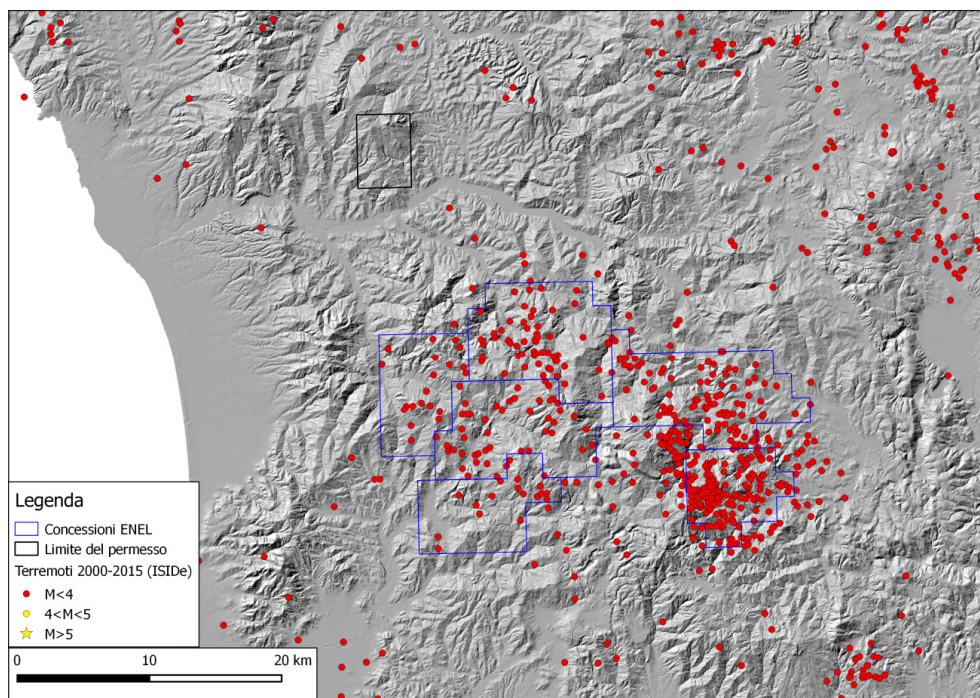 Legenda
Concessioni ENEL
Limite del permesso
Terremoti 2000-2015 (ISIDe)
M<4
4<M<5
M>5
0 10 20 km